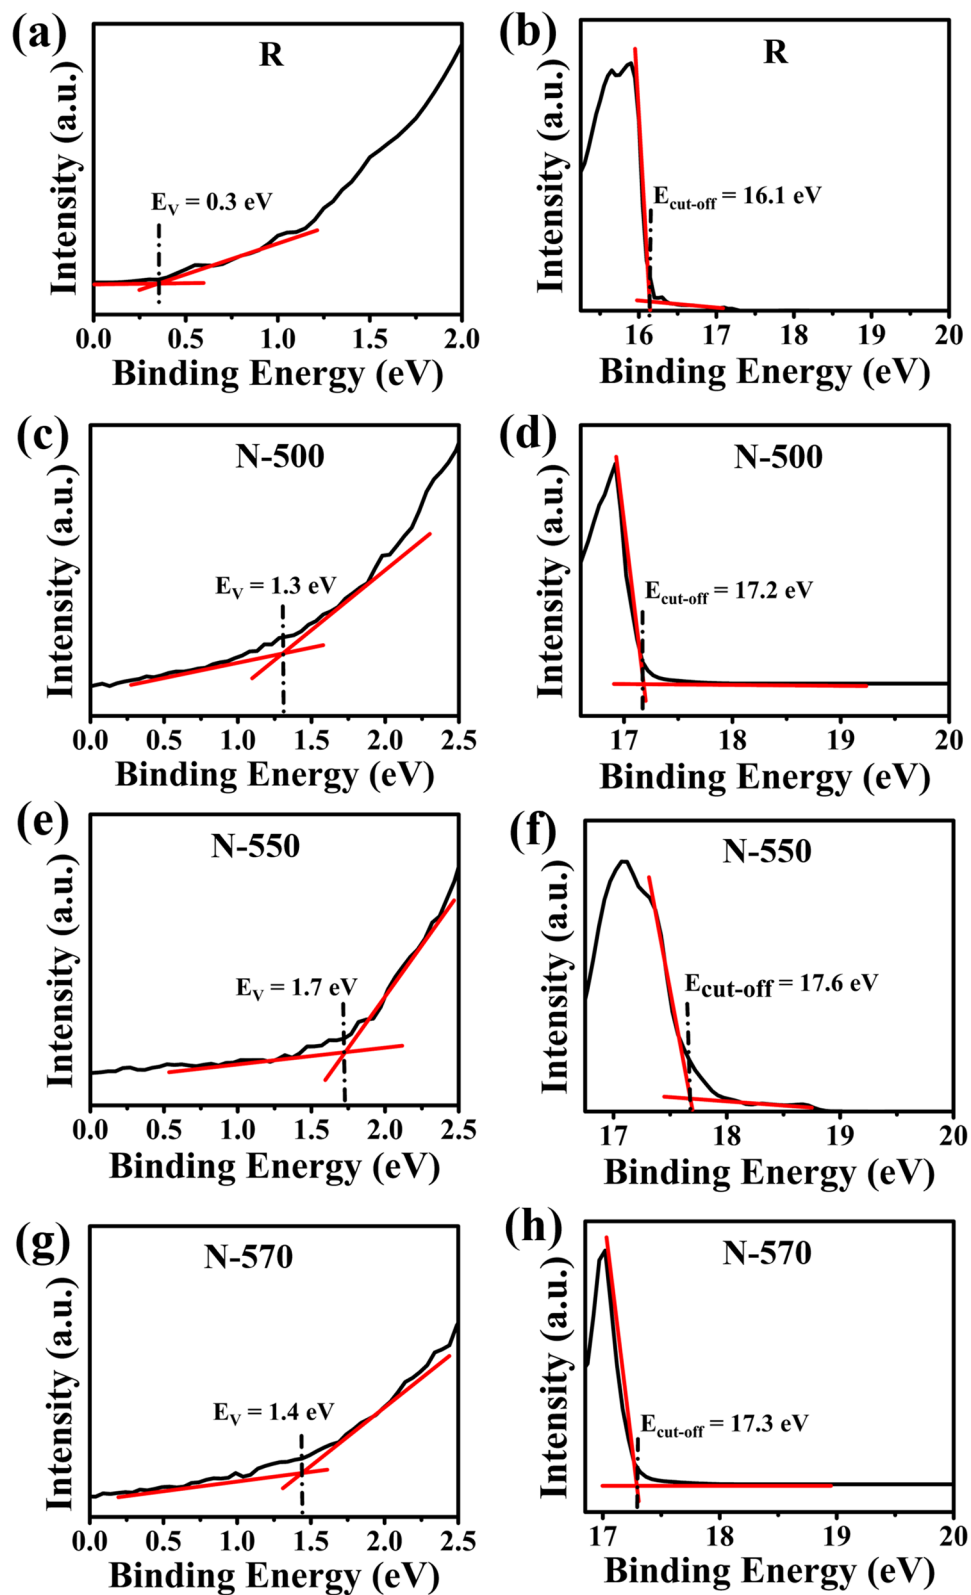 (a)
R
E_V = 0.3 eV
Intensity (a.u.)
0.0 0.5 1.0 1.5 2.0
Binding Energy (eV)
(b)
R
E_cut-off = 16.1 eV
Intensity (a.u.)
16 17 18 19 20
Binding Energy (eV)
(c)
N-500
E_V = 1.3 eV
Intensity (a.u.)
0.0 0.5 1.0 1.5 2.0 2.5
Binding Energy (eV)
(d)
N-500
E_cut-off = 17.2 eV
Intensity (a.u.)
17 18 19 20
Binding Energy (eV)
(e)
N-550
E_V = 1.7 eV
Intensity (a.u.)
0.0 0.5 1.0 1.5 2.0 2.5
Binding Energy (eV)
(f)
N-550
E_cut-off = 17.6 eV
Intensity (a.u.)
17 18 19 20
Binding Energy (eV)
(g)
N-570
E_V = 1.4 eV
Intensity (a.u.)
0.0 0.5 1.0 1.5 2.0 2.5
Binding Energy (eV)
(h)
N-570
E_cut-off = 17.3 eV
Intensity (a.u.)
17 18 19 20
Binding Energy (eV)